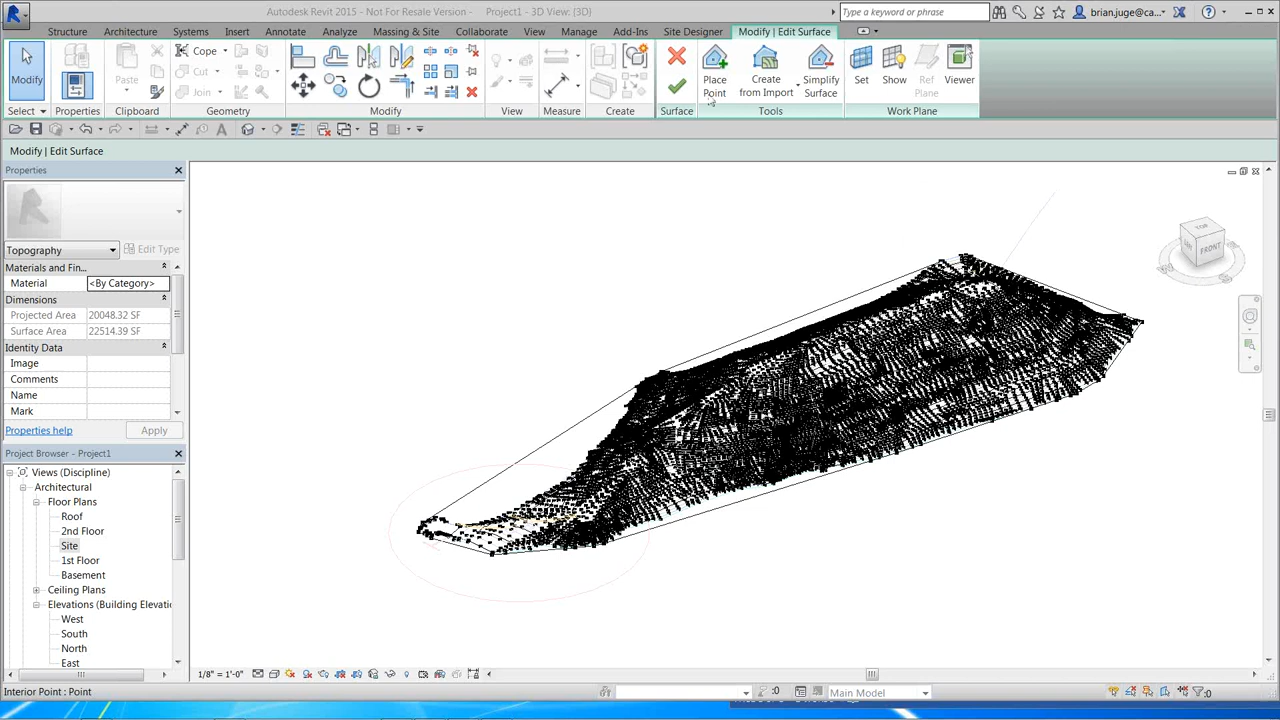 Autodesk Revit 2015 - Not For Resale Version - Project1 - 3D View: {3D}
Type a keyword or phrase
brian.juge@ca...
Structure Architecture Systems Insert Annotate Analyze Massing & Site Collaborate View Manage Add-Ins Site Designer Modify | Edit Surface
Modify
Paste
Cope
Cut
Join
Place Point
Create from Import
Simplify Surface
Set
Show
Ref Plane
Viewer
Select Properties Clipboard Geometry Modify View Measure Create Surface Tools Work Plane
Modify | Edit Surface
Properties
Topography
Edit Type
Materials and Fin...
Material <By Category>
Dimensions
Projected Area 20048.32 SF
Surface Area 22514.39 SF
Identity Data
Image
Comments
Name
Mark
Properties help
Apply
Project Browser - Project1
Views (Discipline)
Architectural
Floor Plans
Roof
2nd Floor
Site
1st Floor
Basement
Ceiling Plans
Elevations (Building Elevatio
West
South
North
East
TOP
FRONT
1/8" = 1'-0"
Interior Point : Point
:0
Main Model
:0